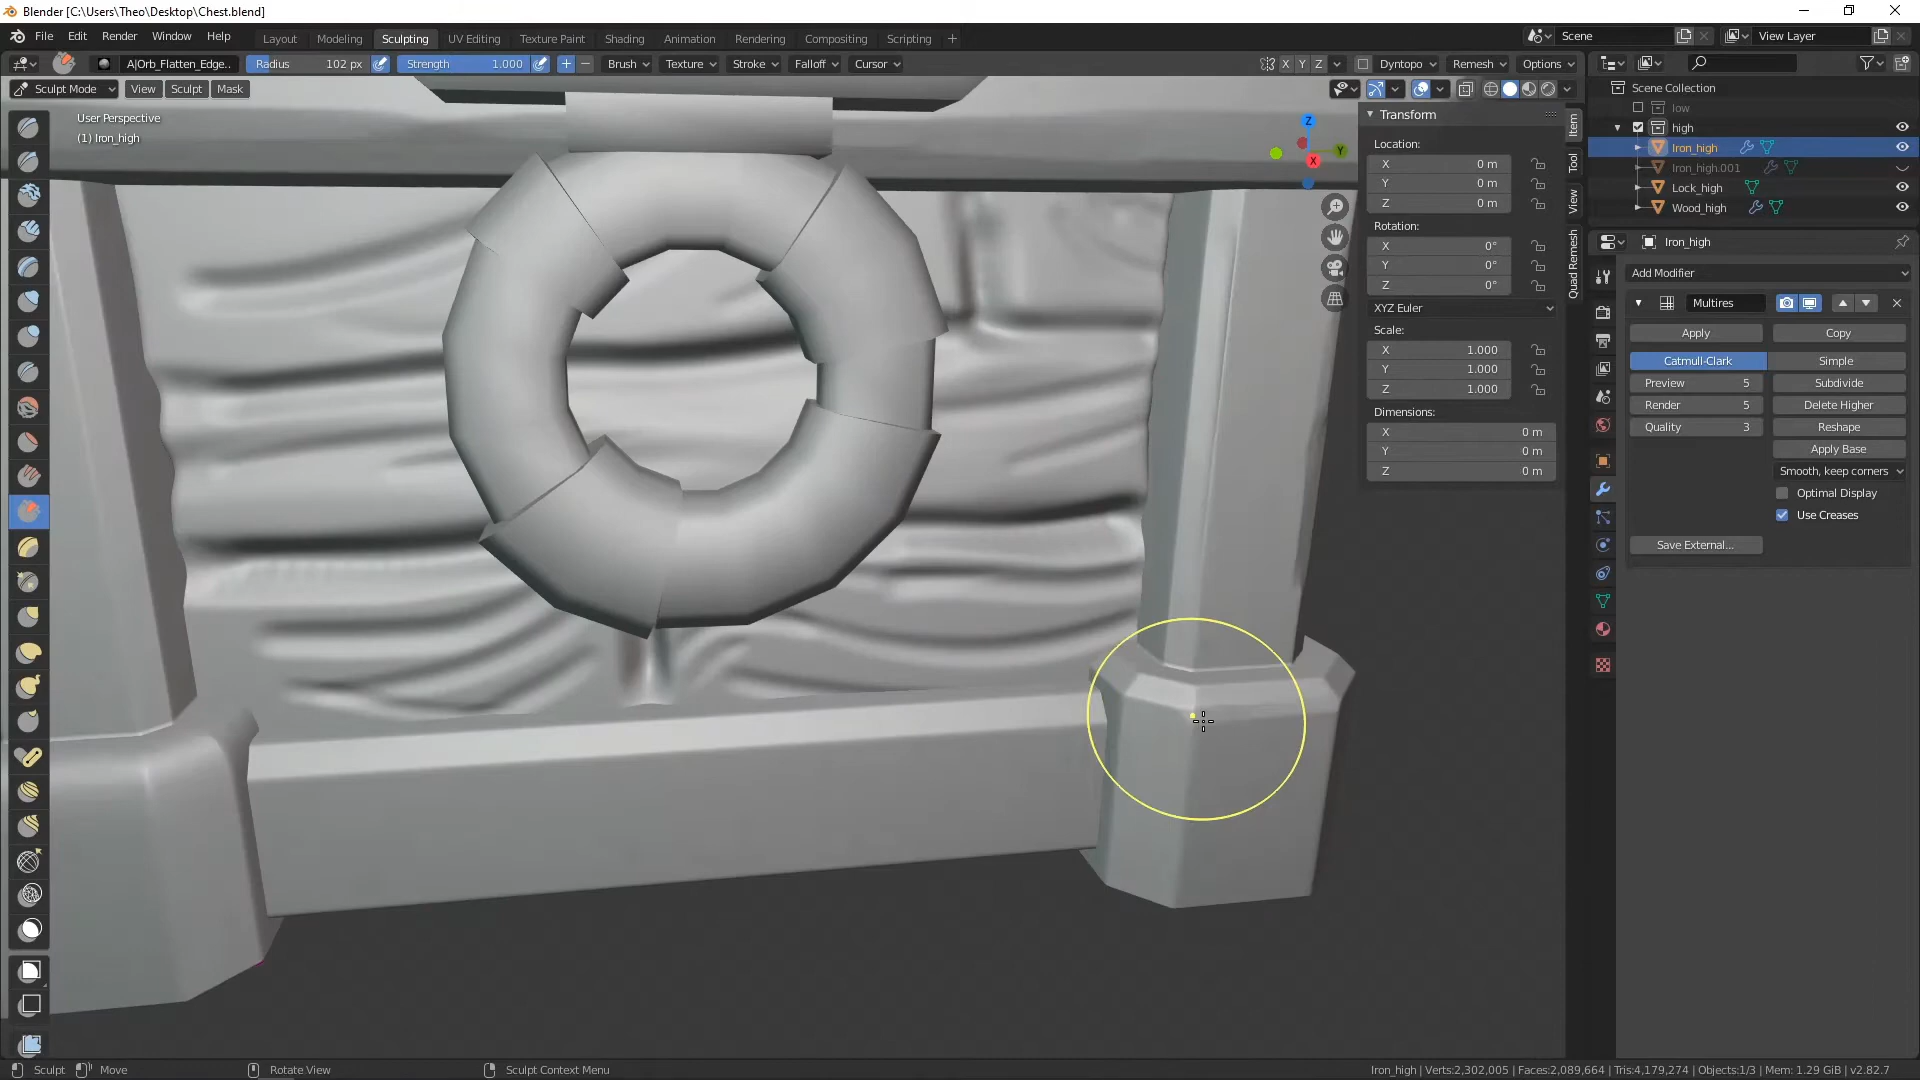 Blender [C:\Users\Theo\Desktop\Chest.blend]
File Edit Render Window Help
Layout Modeling Sculpting UV Editing Texture Paint Shading Animation Rendering Compositing Scripting +
Scene
View Layer
A|Orb_Flatten_Edge..
Radius 102 px
Strength 1.000
Brush Texture Stroke Falloff Cursor
X Y Z
Dyntopo Remesh Options
Sculpt Mode View Sculpt Mask
User Perspective
(1) Iron_high
Z
Y
X
Transform
Location:
X 0 m
Y 0 m
Z 0 m
Rotation:
X 0°
Y 0°
Z 0°
XYZ Euler
Scale:
X 1.000
Y 1.000
Z 1.000
Dimensions:
X 0 m
Y 0 m
Z 0 m
Item
Tool
View
Quad Remesh
Scene Collection
low
high
Iron_high
Iron_high.001
Lock_high
Wood_high
Iron_high
Add Modifier
Multires
Apply Copy
Catmull-Clark Simple
Preview 5 Subdivide
Render 5 Delete Higher
Quality 3 Reshape
Apply Base
Smooth, keep corners
Optimal Display
Use Creases
Save External...
Sculpt Move Rotate View Sculpt Context Menu
Iron_high | Verts:2,302,005 | Faces:2,089,664 | Tris:4,179,274 | Objects:1/3 | Mem: 1.29 GiB | v2.82.7